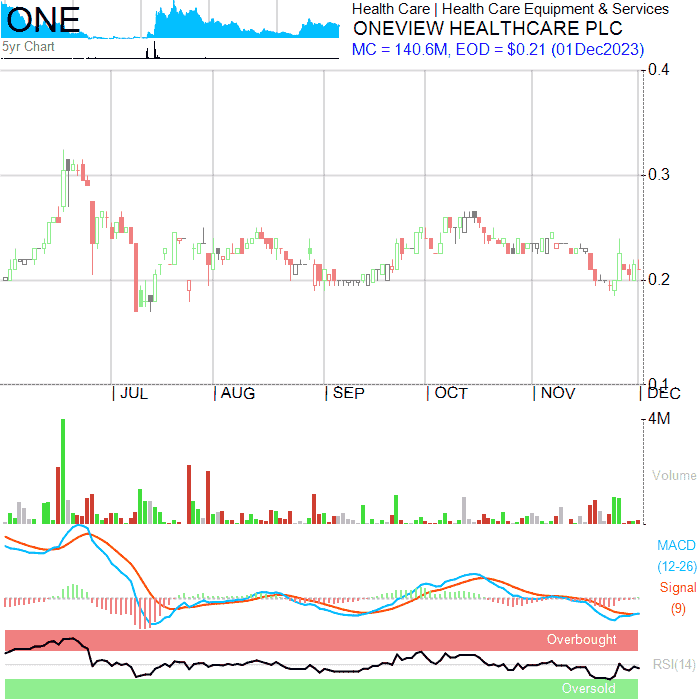 ONE
5yr Chart
Health Care | Health Care Equipment & Services
ONEVIEW HEALTHCARE PLC
MC = 140.6M, EOD = $0.21 (01Dec2023)
0.4
0.3
0.2
0.1
| JUL | AUG | SEP | OCT | NOV | DEC
4M
Volume
MACD
(12-26)
Signal
(9)
Overbought
RSI(14)
Oversold